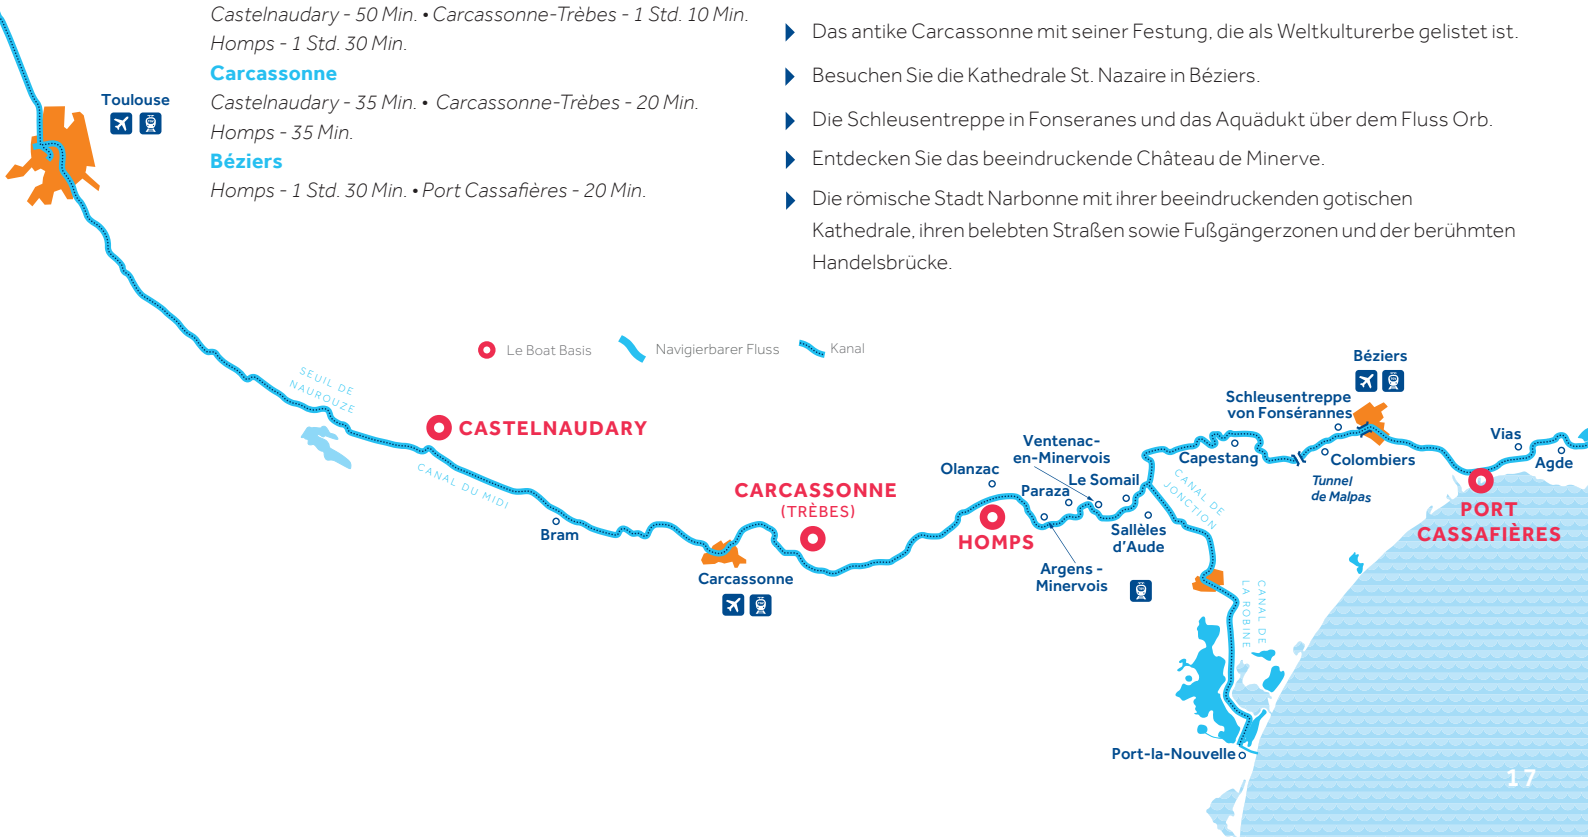 Castelnaudary - 50 Min. • Carcassonne-Trèbes - 1 Std. 10 Min.
Homps - 1 Std. 30 Min.
Carcassonne
Castelnaudary - 35 Min. • Carcassonne-Trèbes - 20 Min.
Homps - 35 Min.
Béziers
Homps - 1 Std. 30 Min. • Port Cassafières - 20 Min.
Das antike Carcassonne mit seiner Festung, die als Weltkulturerbe gelistet ist.
Besuchen Sie die Kathedrale St. Nazaire in Béziers.
Die Schleusentreppe in Fonseranes und das Aquädukt über dem Fluss Orb.
Entdecken Sie das beeindruckende Château de Minerve.
Die römische Stadt Narbonne mit ihrer beeindruckenden gotischen
Kathedrale, ihren belebten Straßen sowie Fußgängerzonen und der berühmten
Handelsbrücke.
Le Boat Basis
Navigierbarer Fluss
Kanal
Toulouse
SEUIL DE
NAUROUZE
CASTELNAUDARY
CANAL DU MIDI
Bram
Carcassonne
CARCASSONNE
(TRÈBES)
Olanzac
HOMPS
Paraza
Argens -
Minervois
Ventenac-
en-Minervois
Le Somail
Sallèles
d'Aude
CANAL DE
JONCTION
Capestang
CANAL DE
LA ROBINE
Port-la-Nouvelle
Tunnel
de Malpas
Colombiers
Schleusentreppe
von Fonsérannes
Béziers
Vias
Agde
PORT
CASSAFIÈRES
17